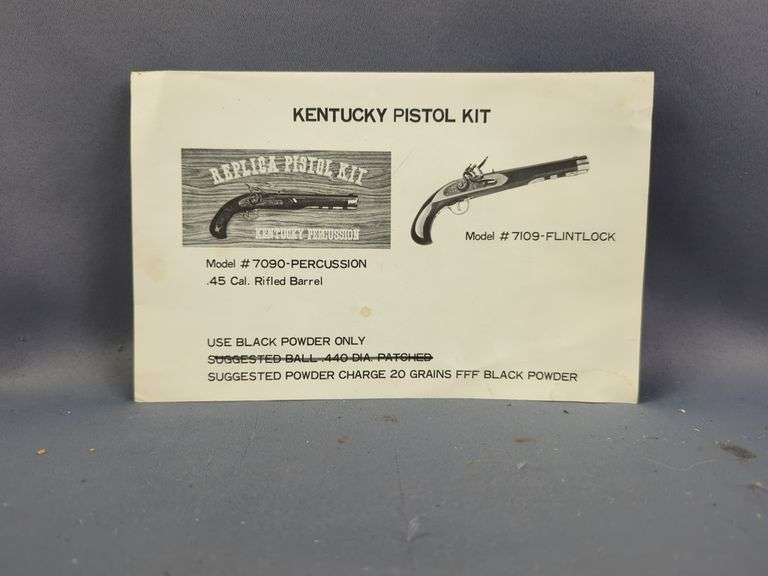 KENTUCKY PISTOL KIT
REPLICA PISTOL KIT
KENTUCKY PERCUSSION
Model # 7109-FLINTLOCK
Model # 7090-PERCUSSION
.45 Cal. Rifled Barrel
USE BLACK POWDER ONLY
SUGGESTED BALL .440 DIA. PATCHED
SUGGESTED POWDER CHARGE 20 GRAINS FFF BLACK POWDER